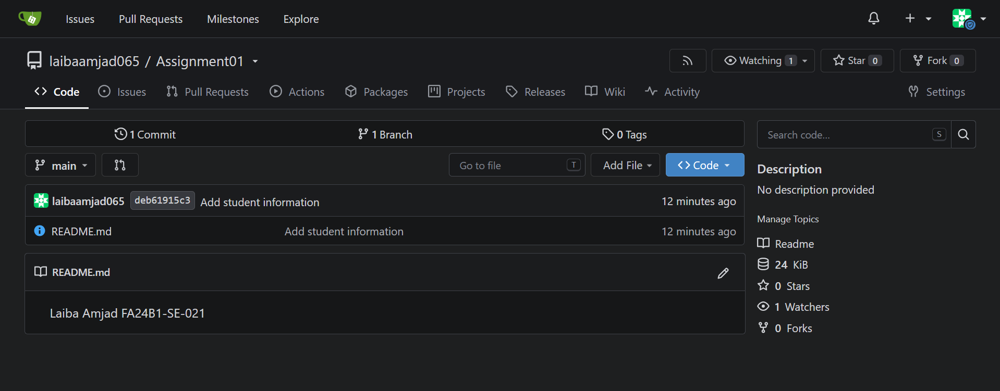 Issues Pull Requests Milestones Explore
laibaamjad065 / Assignment01
Watching 1
Star 0
Fork 0
Code Issues Pull Requests Actions Packages Projects Releases Wiki Activity Settings
1 Commit 1 Branch 0 Tags
Search code... S
main
Go to file T
Add File
Code
laibaamjad065 deb61915c3 Add student information 12 minutes ago
README.md Add student information 12 minutes ago
README.md
Laiba Amjad FA24B1-SE-021
Description
No description provided
Manage Topics
Readme
24 KiB
0 Stars
1 Watchers
0 Forks